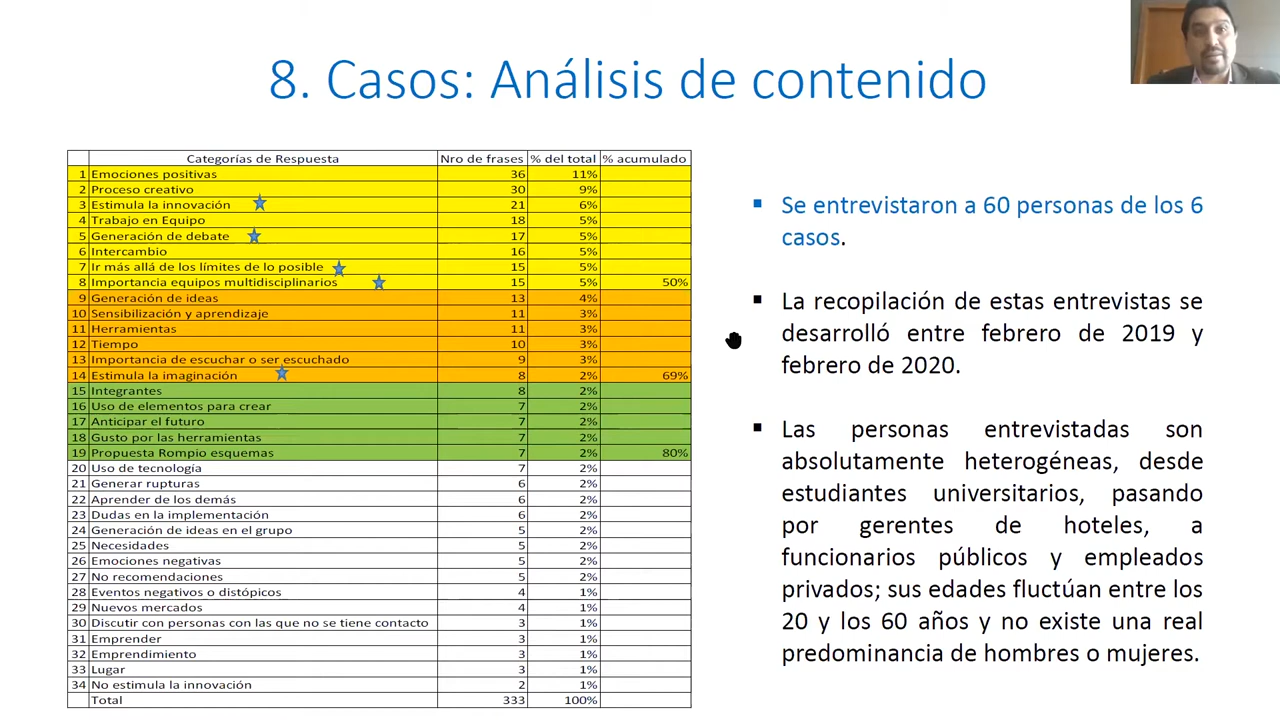 8. Casos: Análisis de contenido
Categorías de Respuesta Nro de frases % del total % acumulado
1 Emociones positivas 36 11%
2 Proceso creativo 30 9%
3 Estimula la innovación 21 6%
4 Trabajo en Equipo 18 5%
5 Generación de debate 17 5%
6 Intercambio 16 5%
7 Ir más allá de los límites de lo posible 15 5%
8 Importancia equipos multidisciplinarios 15 5% 50%
9 Generación de ideas 13 4%
10 Sensibilización y aprendizaje 11 3%
11 Herramientas 11 3%
12 Tiempo 10 3%
13 Importancia de escuchar o ser escuchado 9 3%
14 Estimula la imaginación 8 2% 69%
15 Integrantes 8 2%
16 Uso de elementos para crear 7 2%
17 Anticipar el futuro 7 2%
18 Gusto por las herramientas 7 2%
19 Propuesta Rompio esquemas 7 2% 80%
20 Uso de tecnología 7 2%
21 Generar rupturas 6 2%
22 Aprender de los demás 6 2%
23 Dudas en la implementación 6 2%
24 Generación de ideas en el grupo 5 2%
25 Necesidades 5 2%
26 Emociones negativas 5 2%
27 No recomendaciones 5 2%
28 Eventos negativos o distópicos 4 1%
29 Nuevos mercados 4 1%
30 Discutir con personas con las que no se tiene contacto 3 1%
31 Emprender 3 1%
32 Emprendimiento 3 1%
33 Lugar 3 1%
34 No estimula la innovación 2 1%
Total 333 100%
▪ Se entrevistaron a 60 personas de los 6
casos.
▪ La recopilación de estas entrevistas se
desarrolló entre febrero de 2019 y
febrero de 2020.
▪ Las personas entrevistadas son
absolutamente heterogéneas, desde
estudiantes universitarios, pasando
por gerentes de hoteles, a
funcionarios públicos y empleados
privados; sus edades fluctúan entre los
20 y los 60 años y no existe una real
predominancia de hombres o mujeres.